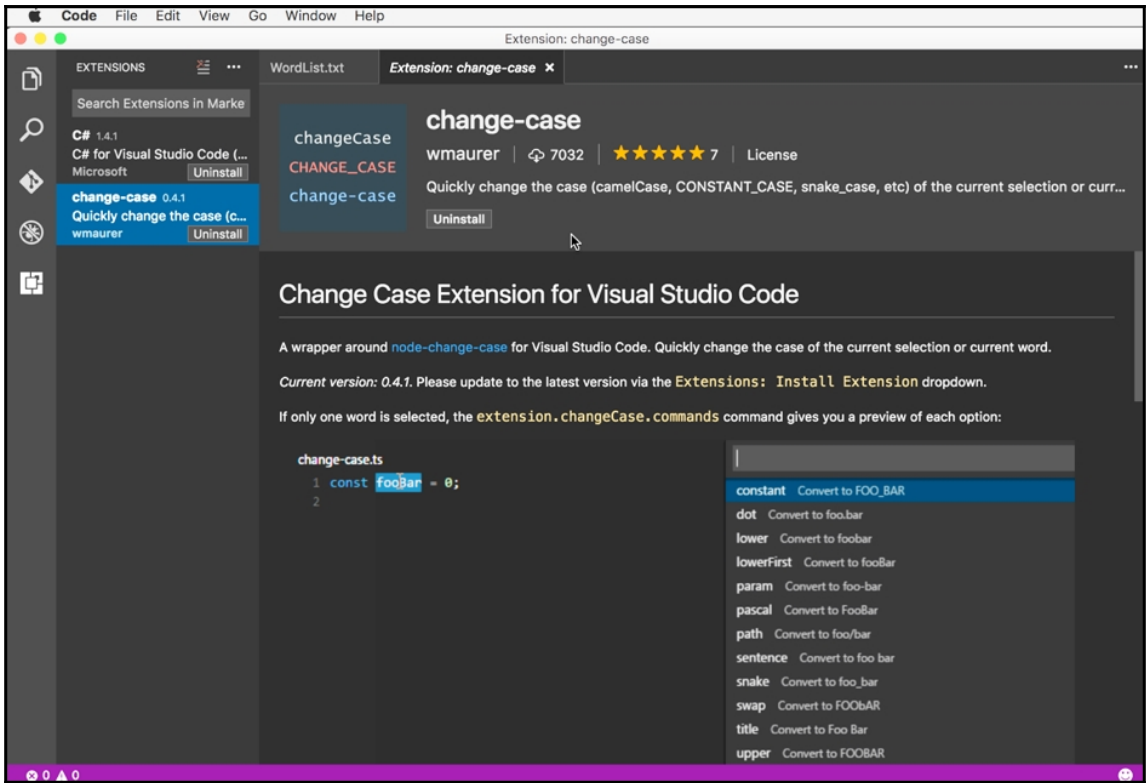 Code File Edit View Go Window Help
Extension: change-case
EXTENSIONS
Search Extensions in Marke
C# 1.4.1
C# for Visual Studio Code (...
Microsoft Uninstall
change-case 0.4.1
Quickly change the case (c...
wmaurer Uninstall
WordList.txt Extension: change-case
changeCase
CHANGE_CASE
change-case
change-case
wmaurer 7032 7 License
Quickly change the case (camelCase, CONSTANT_CASE, snake_case, etc) of the current selection or curr...
Uninstall
Change Case Extension for Visual Studio Code
A wrapper around node-change-case for Visual Studio Code. Quickly change the case of the current selection or current word.
Current version: 0.4.1. Please update to the latest version via the Extensions: Install Extension dropdown.
If only one word is selected, the extension.changeCase.commands command gives you a preview of each option:
change-case.ts
1 const fooBar = 0;
2
constant Convert to FOO_BAR
dot Convert to foo.bar
lower Convert to foobar
lowerFirst Convert to fooBar
param Convert to foo-bar
pascal Convert to FooBar
path Convert to foo/bar
sentence Convert to foo bar
snake Convert to foo_bar
swap Convert to FOObAR
title Convert to Foo Bar
upper Convert to FOOBAR
0 0